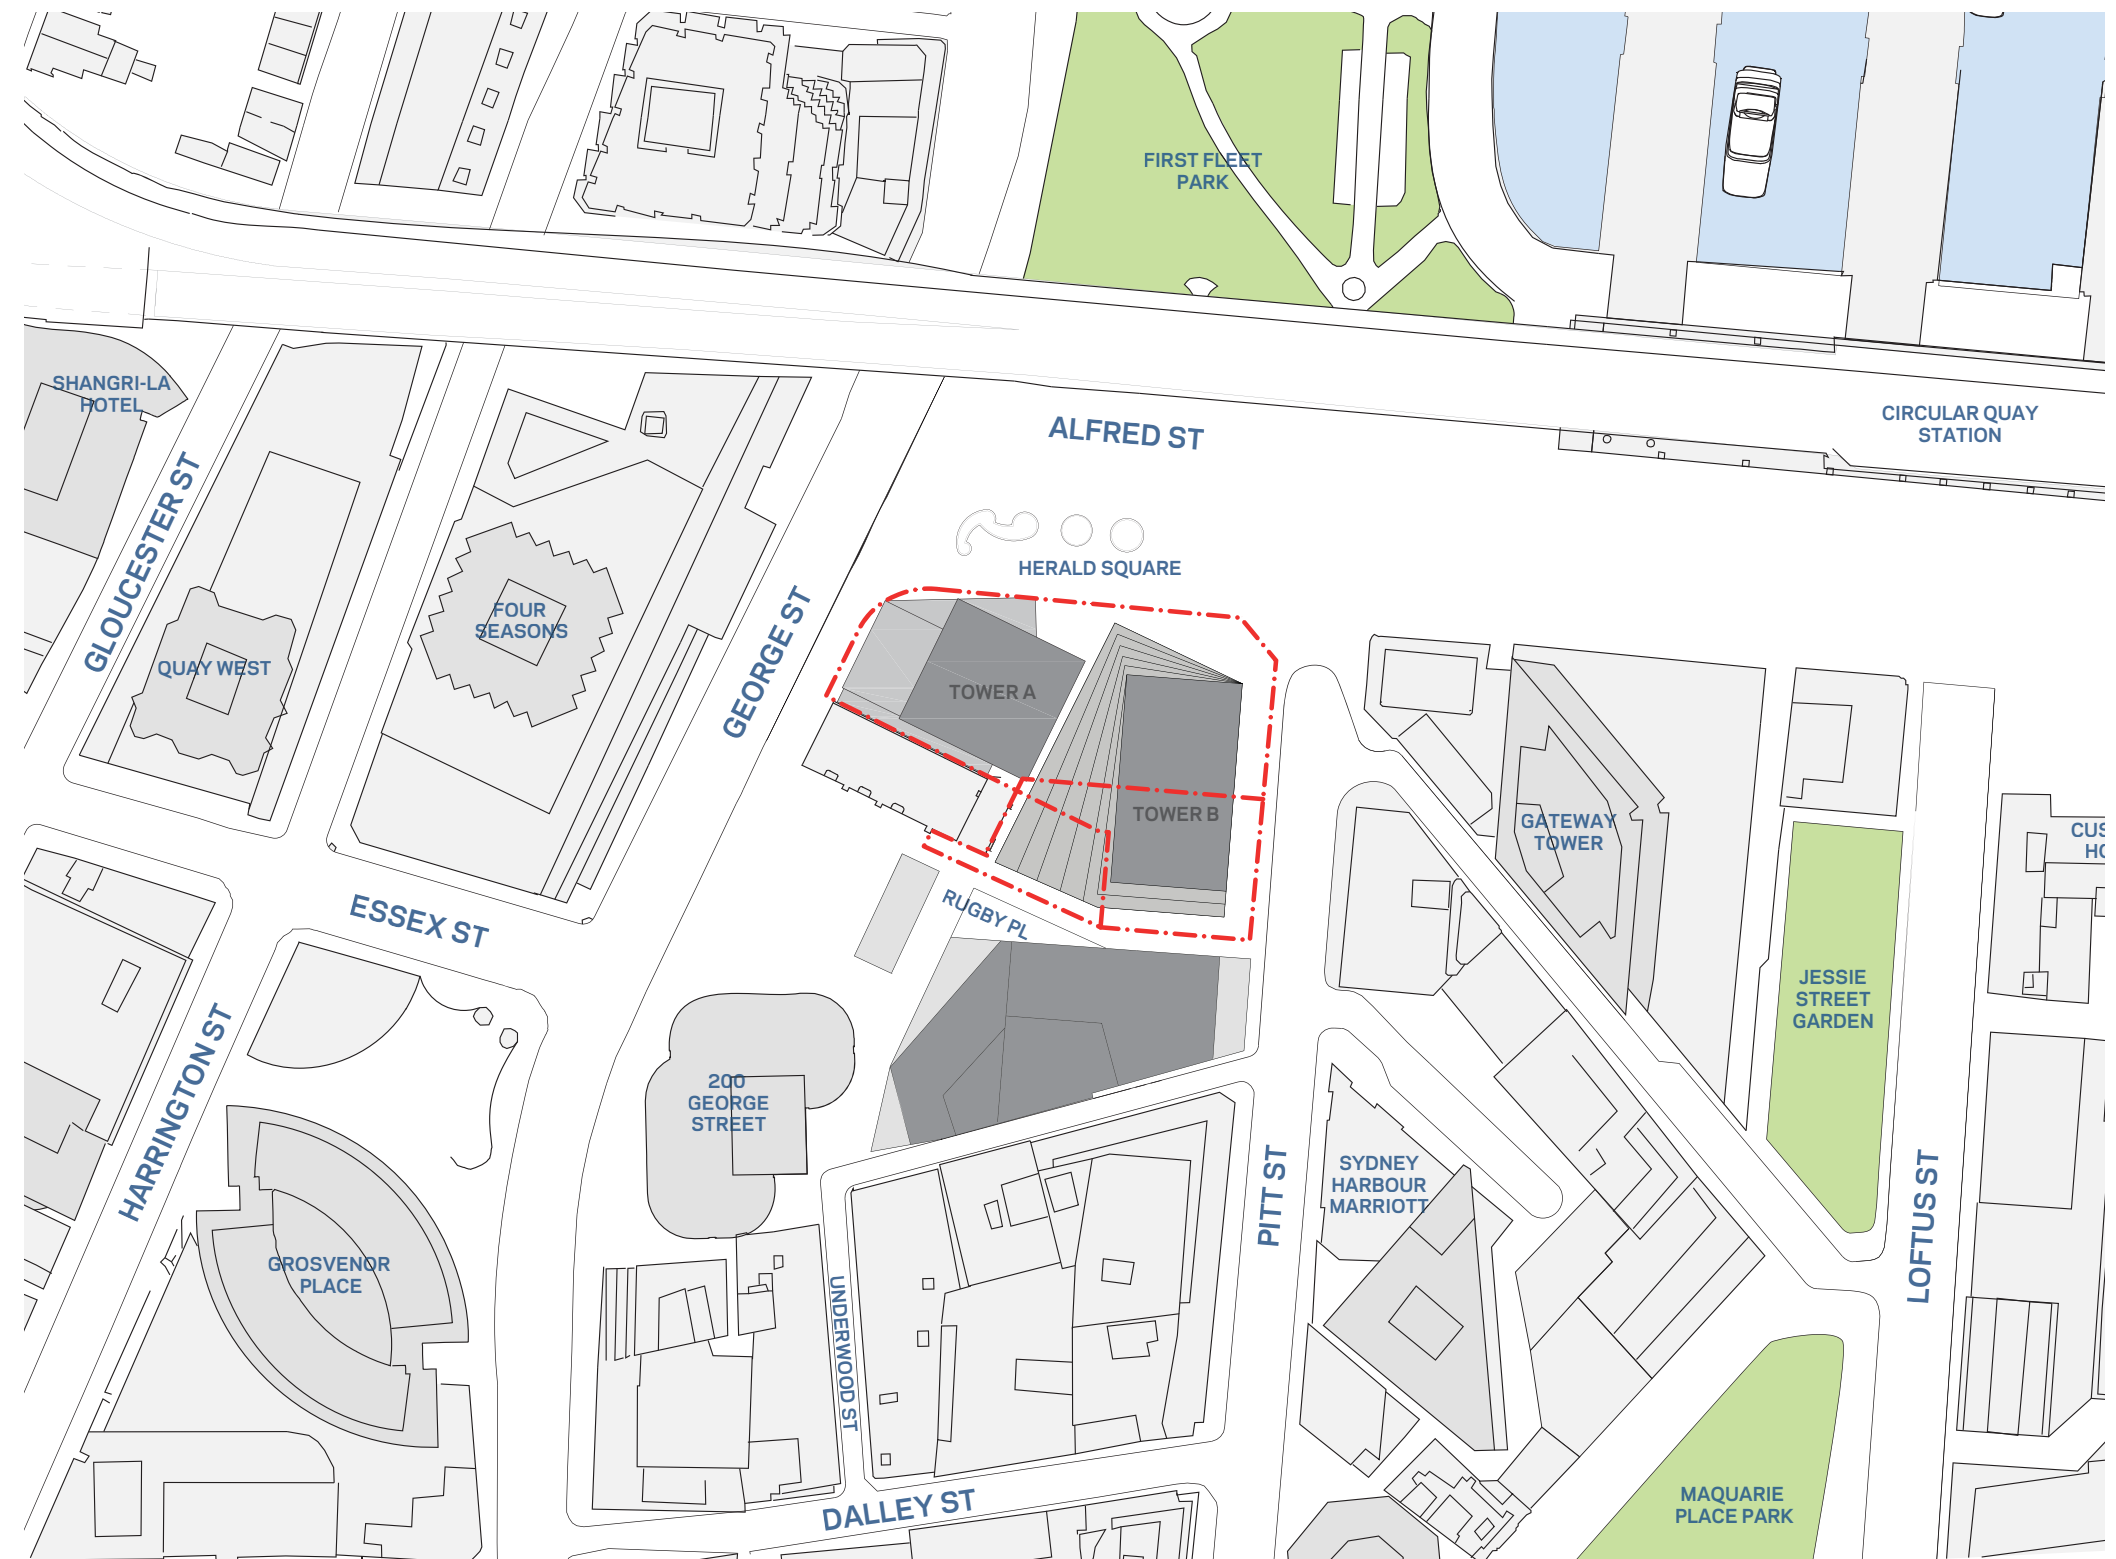 FIRST FLEET
PARK
SHANGRI-LA
HOTEL
CIRCULAR QUAY
STATION
ALFRED ST
HERALD SQUARE
GLOUCESTER ST
FOUR
SEASONS
QUAY WEST
GEORGE ST
TOWER A
TOWER B
GATEWAY
TOWER
CUS
HO
ESSEX ST
RUGBY PL
JESSIE
STREET
GARDEN
HARRINGTON ST
200
GEORGE
STREET
PITT ST
SYDNEY
HARBOUR
MARRIOTT
LOFTUS ST
GROSVENOR
PLACE
UNDERWOOD ST
DALLEY ST
MAQUARIE
PLACE PARK